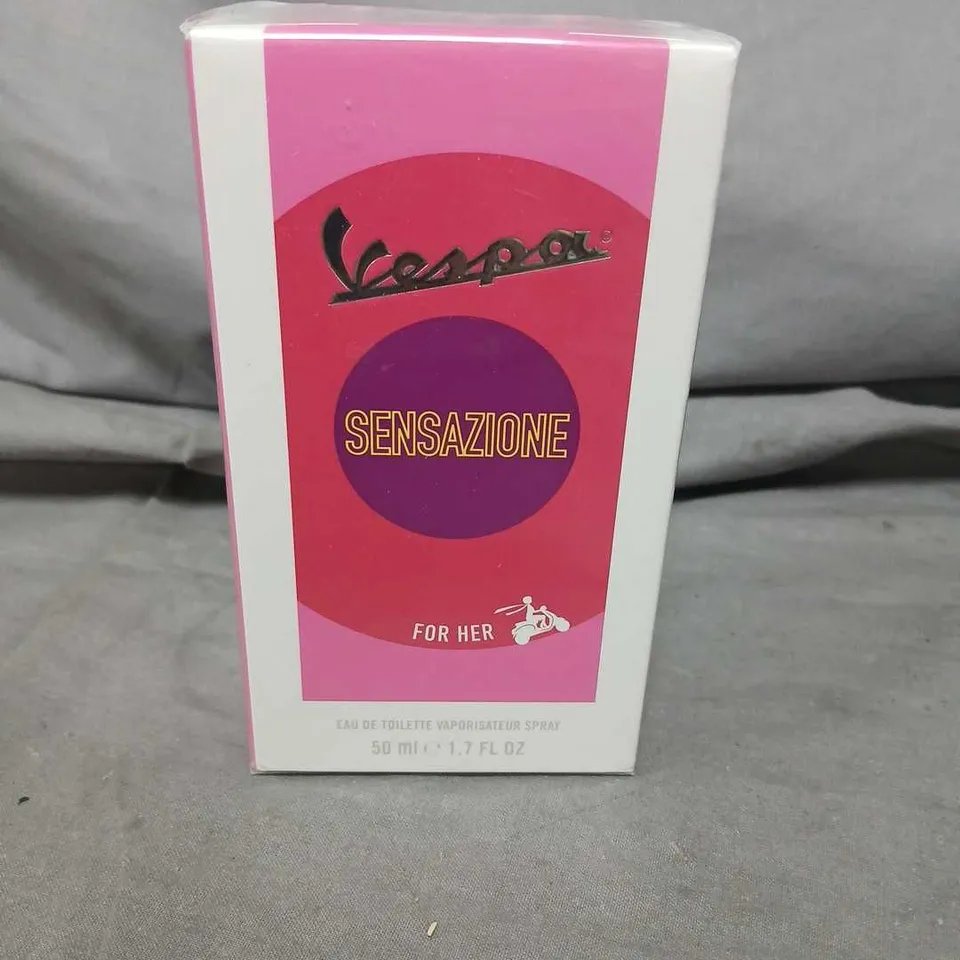 Vespa®
SENSAZIONE
FOR HER
EAU DE TOILETTE VAPORISATEUR SPRAY
50 ml ℮ 1.7 FL OZ